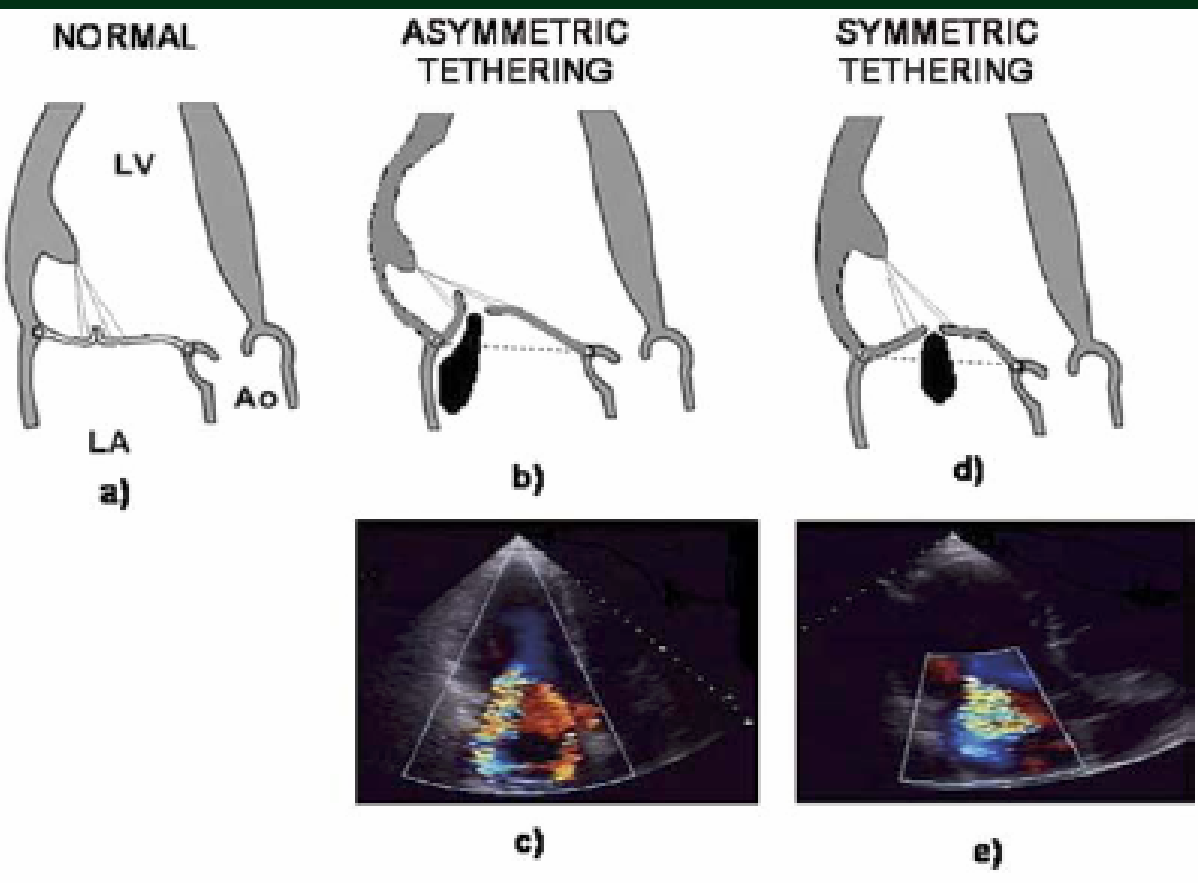 NORMAL
ASYMMETRIC
TETHERING
SYMMETRIC
TETHERING
LV
Ao
LA
a)
b)
d)
c)
e)